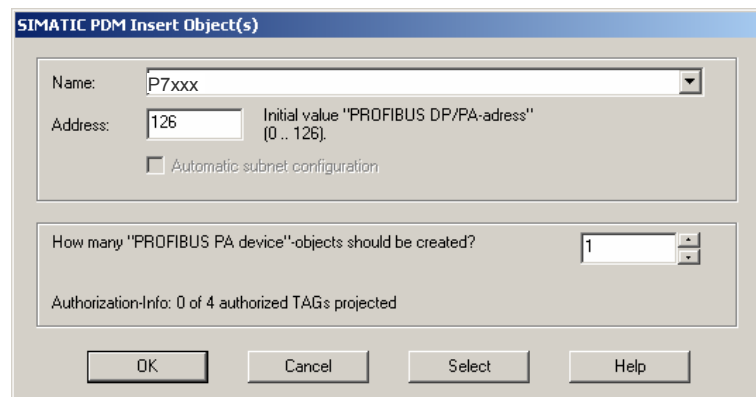 SIMATIC PDM Insert Object(s)
Name: P7xxx
Address: 126 Initial value "PROFIBUS DP/PA-adress"
(0 .. 126).
Automatic subnet configuration
How many "PROFIBUS PA device"-objects should be created? 1
Authorization-Info: 0 of 4 authorized TAGs projected
OK Cancel Select Help